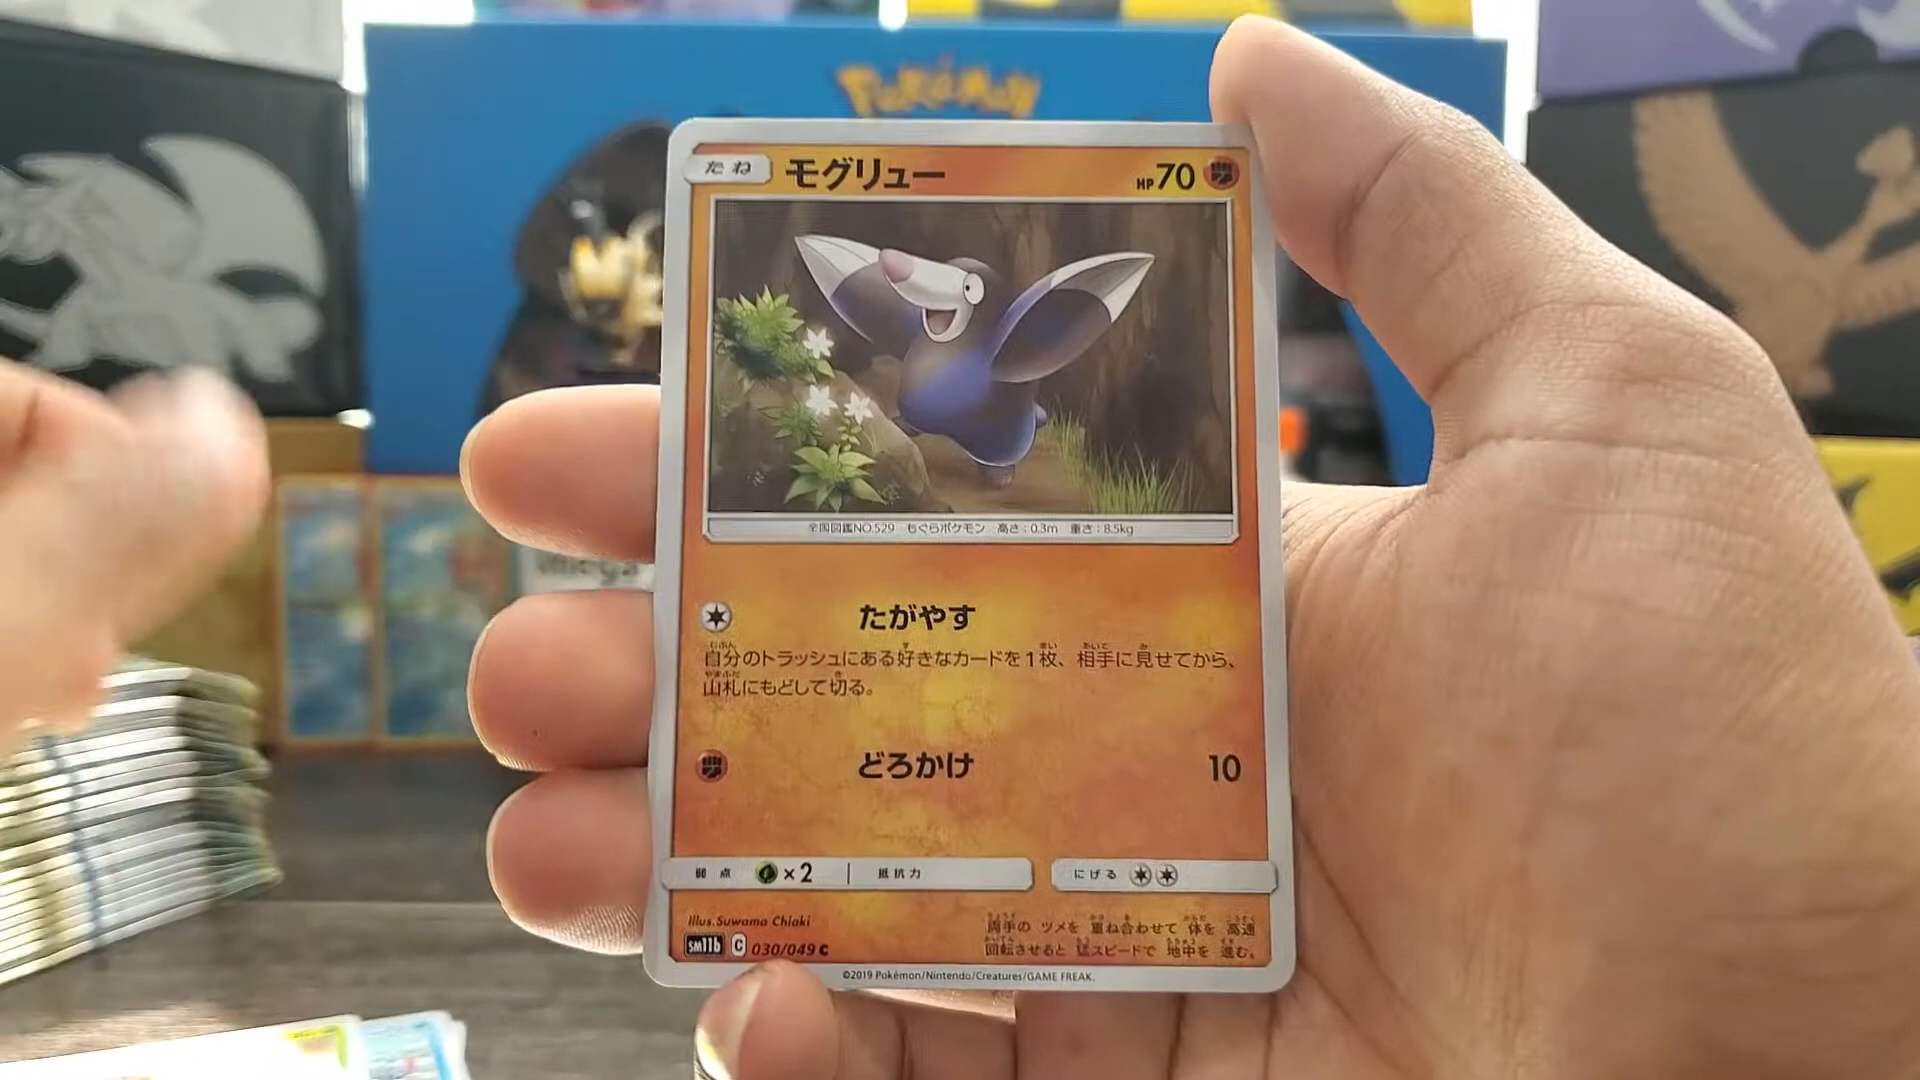 Pokémon
たね モグリュー HP70
全国図鑑NO.529 もぐらポケモン 高さ:0.3m 重さ:8.5kg
たがやす
自分のトラッシュにある好きなカードを1枚、相手に見せてから、
山札にもどして切る。
どろかけ 10
弱点 ×2 抵抗力 にげる
Illus.Suwama Chiaki
SM11b C 030/049 C
両手の ツメを 重ね合わせて 体を 高速
回転させると 猛スピードで 地中を 進む。
©2019 Pokémon/Nintendo/Creatures/GAME FREAK.